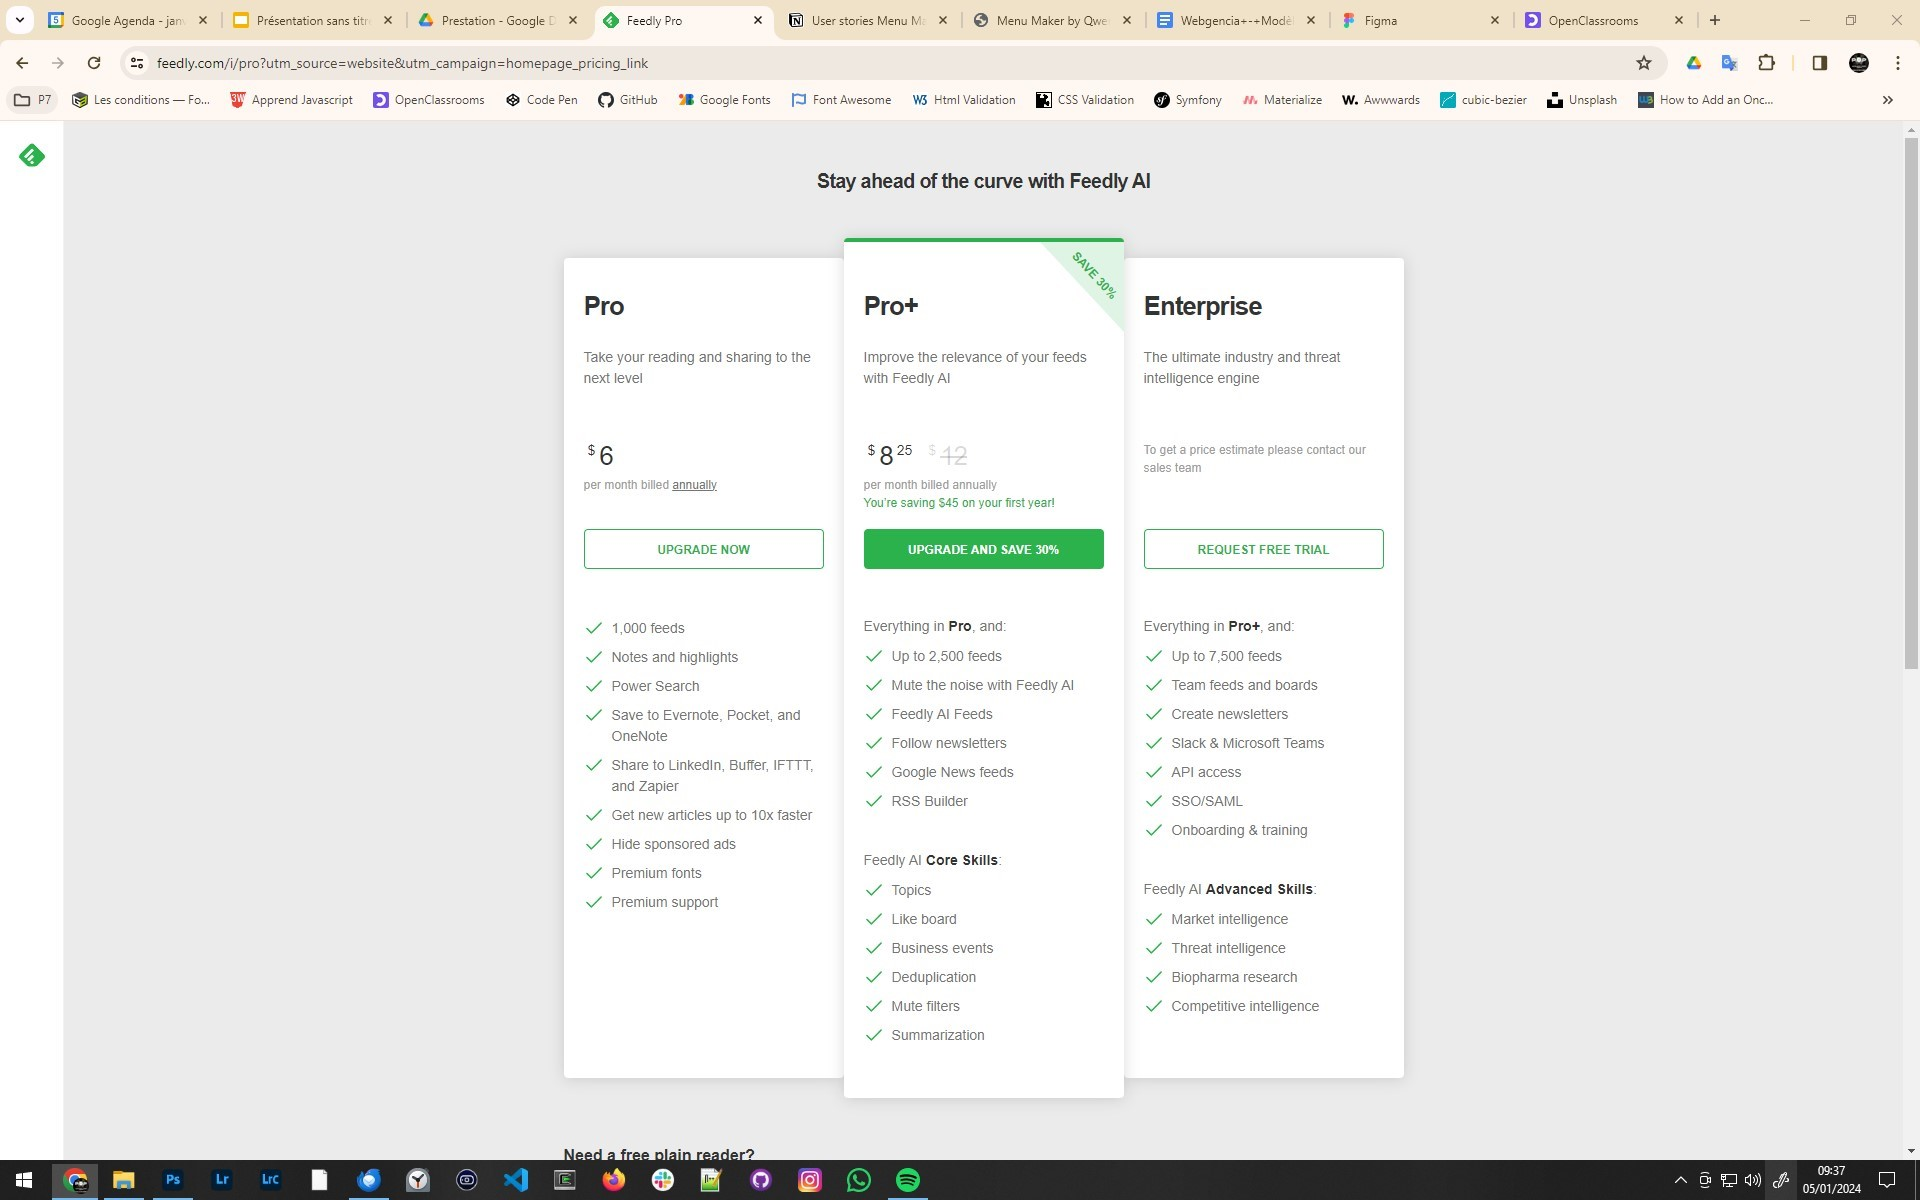 Google Agenda - janv
Présentation sans titre
Prestation - Google D
Feedly Pro
User stories Menu Ma
Menu Maker by Qwe
Webgencia+-+Modèl
Figma
OpenClassrooms
feedly.com/i/pro?utm_source=website&utm_campaign=homepage_pricing_link
P7
Les conditions — Fo...
Apprend Javascript
OpenClassrooms
Code Pen
GitHub
Google Fonts
Font Awesome
Html Validation
CSS Validation
Symfony
Materialize
Awwwards
cubic-bezier
Unsplash
How to Add an Onc...
Stay ahead of the curve with Feedly AI
Pro
Take your reading and sharing to the
next level
$ 6
per month billed annually
UPGRADE NOW
1,000 feeds
Notes and highlights
Power Search
Save to Evernote, Pocket, and
OneNote
Share to LinkedIn, Buffer, IFTTT,
and Zapier
Get new articles up to 10x faster
Hide sponsored ads
Premium fonts
Premium support
SAVE 30%
Pro+
Improve the relevance of your feeds
with Feedly AI
$ 8 25 $ 12
per month billed annually
You're saving $45 on your first year!
UPGRADE AND SAVE 30%
Everything in Pro, and:
Up to 2,500 feeds
Mute the noise with Feedly AI
Feedly AI Feeds
Follow newsletters
Google News feeds
RSS Builder
Feedly AI Core Skills:
Topics
Like board
Business events
Deduplication
Mute filters
Summarization
Enterprise
The ultimate industry and threat
intelligence engine
To get a price estimate please contact our
sales team
REQUEST FREE TRIAL
Everything in Pro+, and:
Up to 7,500 feeds
Team feeds and boards
Create newsletters
Slack & Microsoft Teams
API access
SSO/SAML
Onboarding & training
Feedly AI Advanced Skills:
Market intelligence
Threat intelligence
Biopharma research
Competitive intelligence
Need a free plain reader?
Ps
Lr
LrC
09:37
05/01/2024